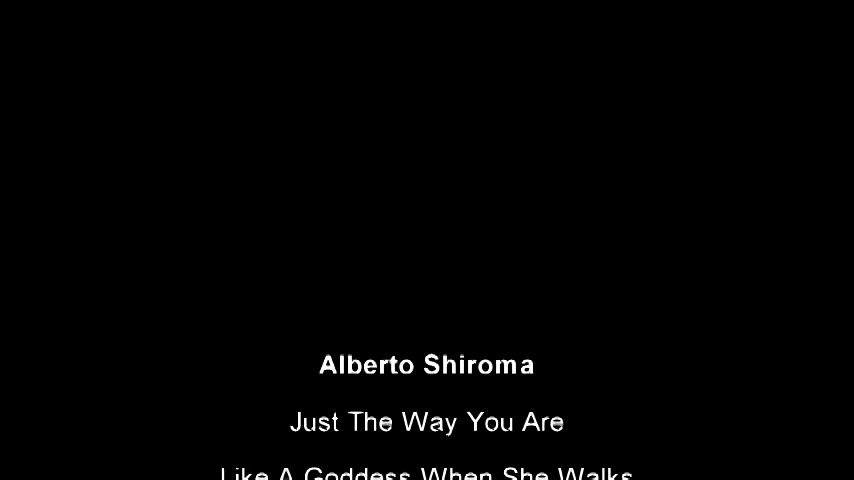 Alberto Shiroma
Just The Way You Are
Like A Goddess When She Walks